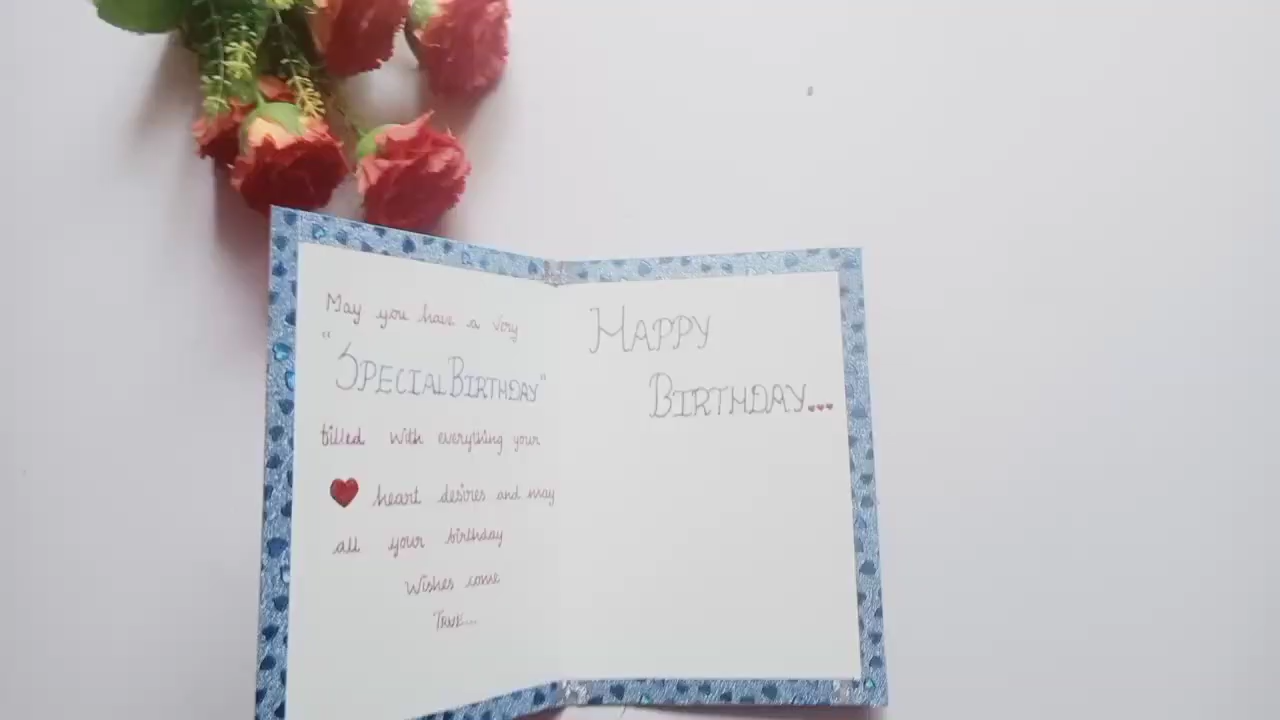 May you have a very
"SPECIAL BIRTHDAY"
filled with everything your
heart desires and may
all your birthday
wishes come
TRUE...
HAPPY
BIRTHDAY...